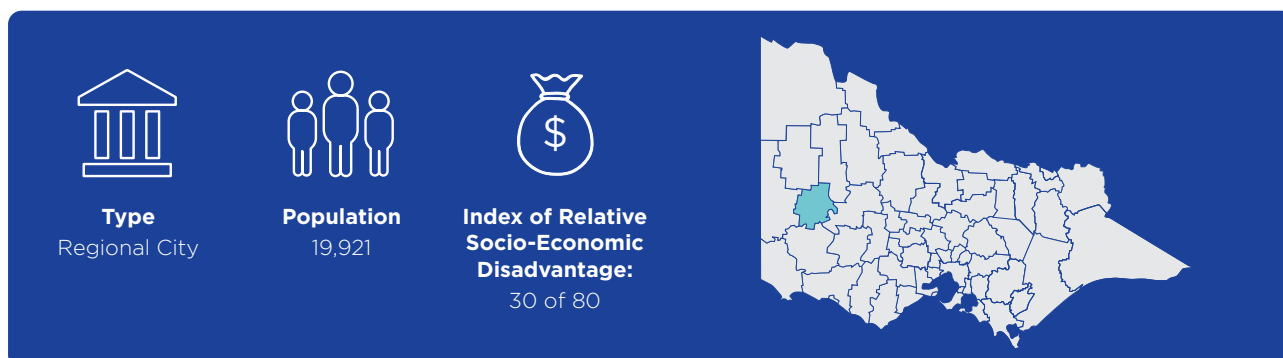 $
Type
Regional City
Population
19,921
Index of Relative
Socio-Economic
Disadvantage:
30 of 80